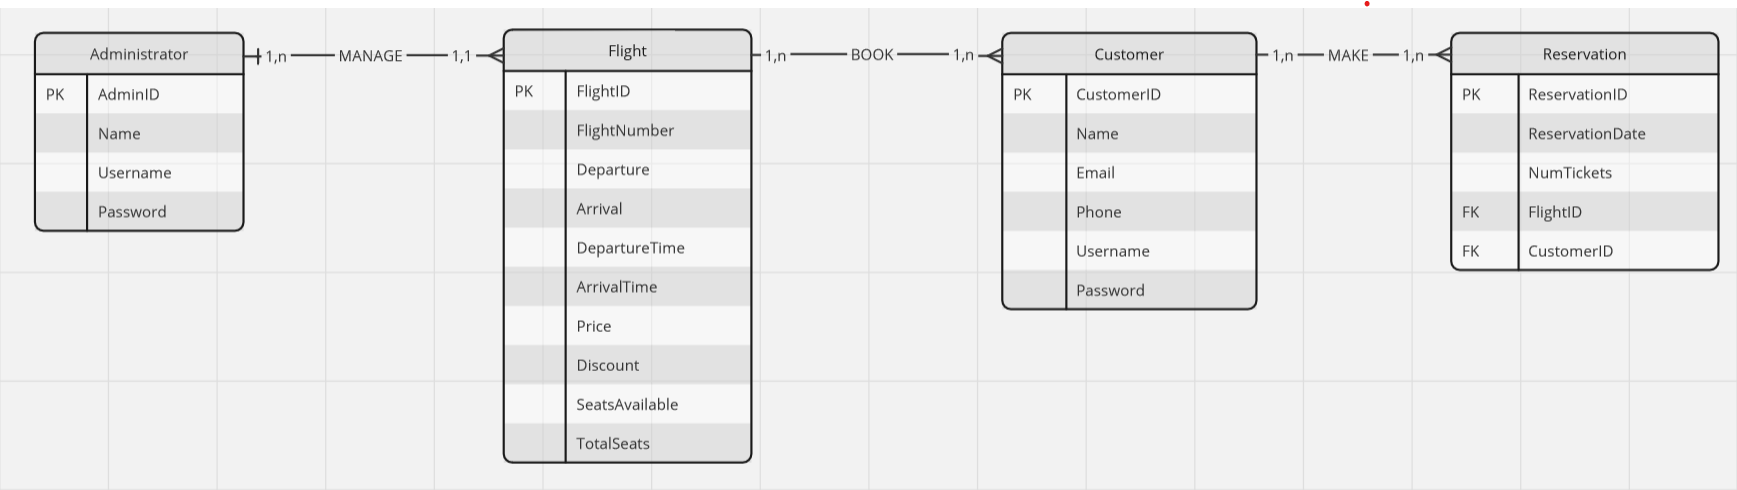 Administrator
PK AdminID
Name
Username
Password
1,n MANAGE 1,1
Flight
PK FlightID
FlightNumber
Departure
Arrival
DepartureTime
ArrivalTime
Price
Discount
SeatsAvailable
TotalSeats
1,n BOOK 1,n
Customer
PK CustomerID
Name
Email
Phone
Username
Password
1,n MAKE 1,n
Reservation
PK ReservationID
ReservationDate
NumTickets
FK FlightID
FK CustomerID